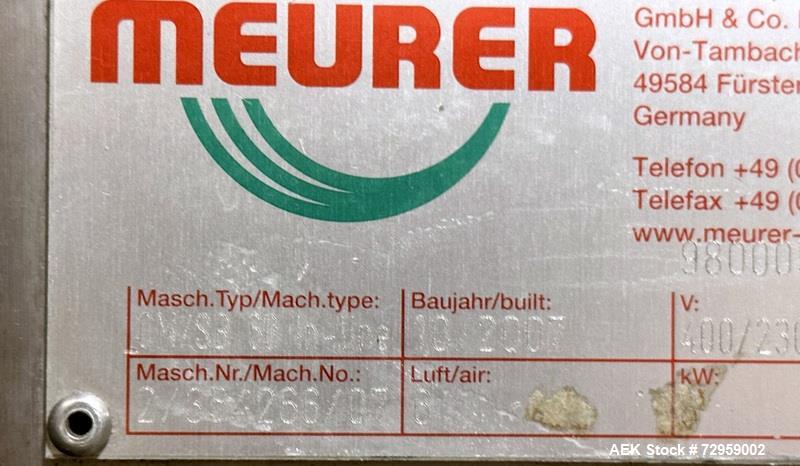 MEURER
GmbH & Co.
Von-Tambach
49584 Fürsten
Germany
Telefon +49 (0
Telefax +49 (0
www.meurer-
98000
Masch.Typ/Mach.type: Baujahr/built: V:
10/2007 400/230
Masch.Nr./Mach.No.: Luft/air: kW:
AEK Stock # 72959002